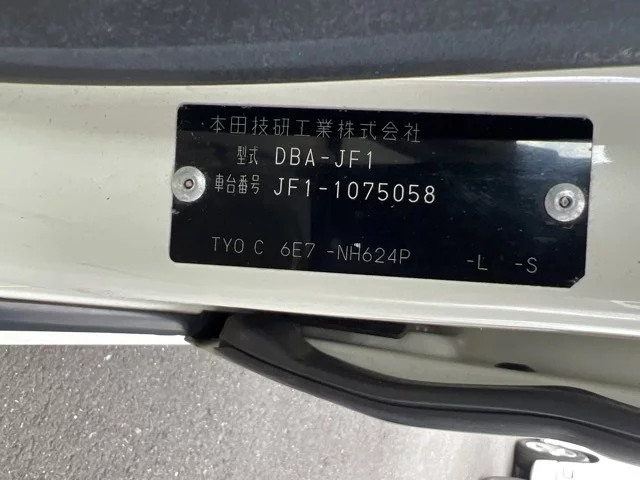 本田技研工業株式会社
型式 DBA-JF1
車台番号 JF1-1075058
TY0 C 6E7 -NH624P -L -S